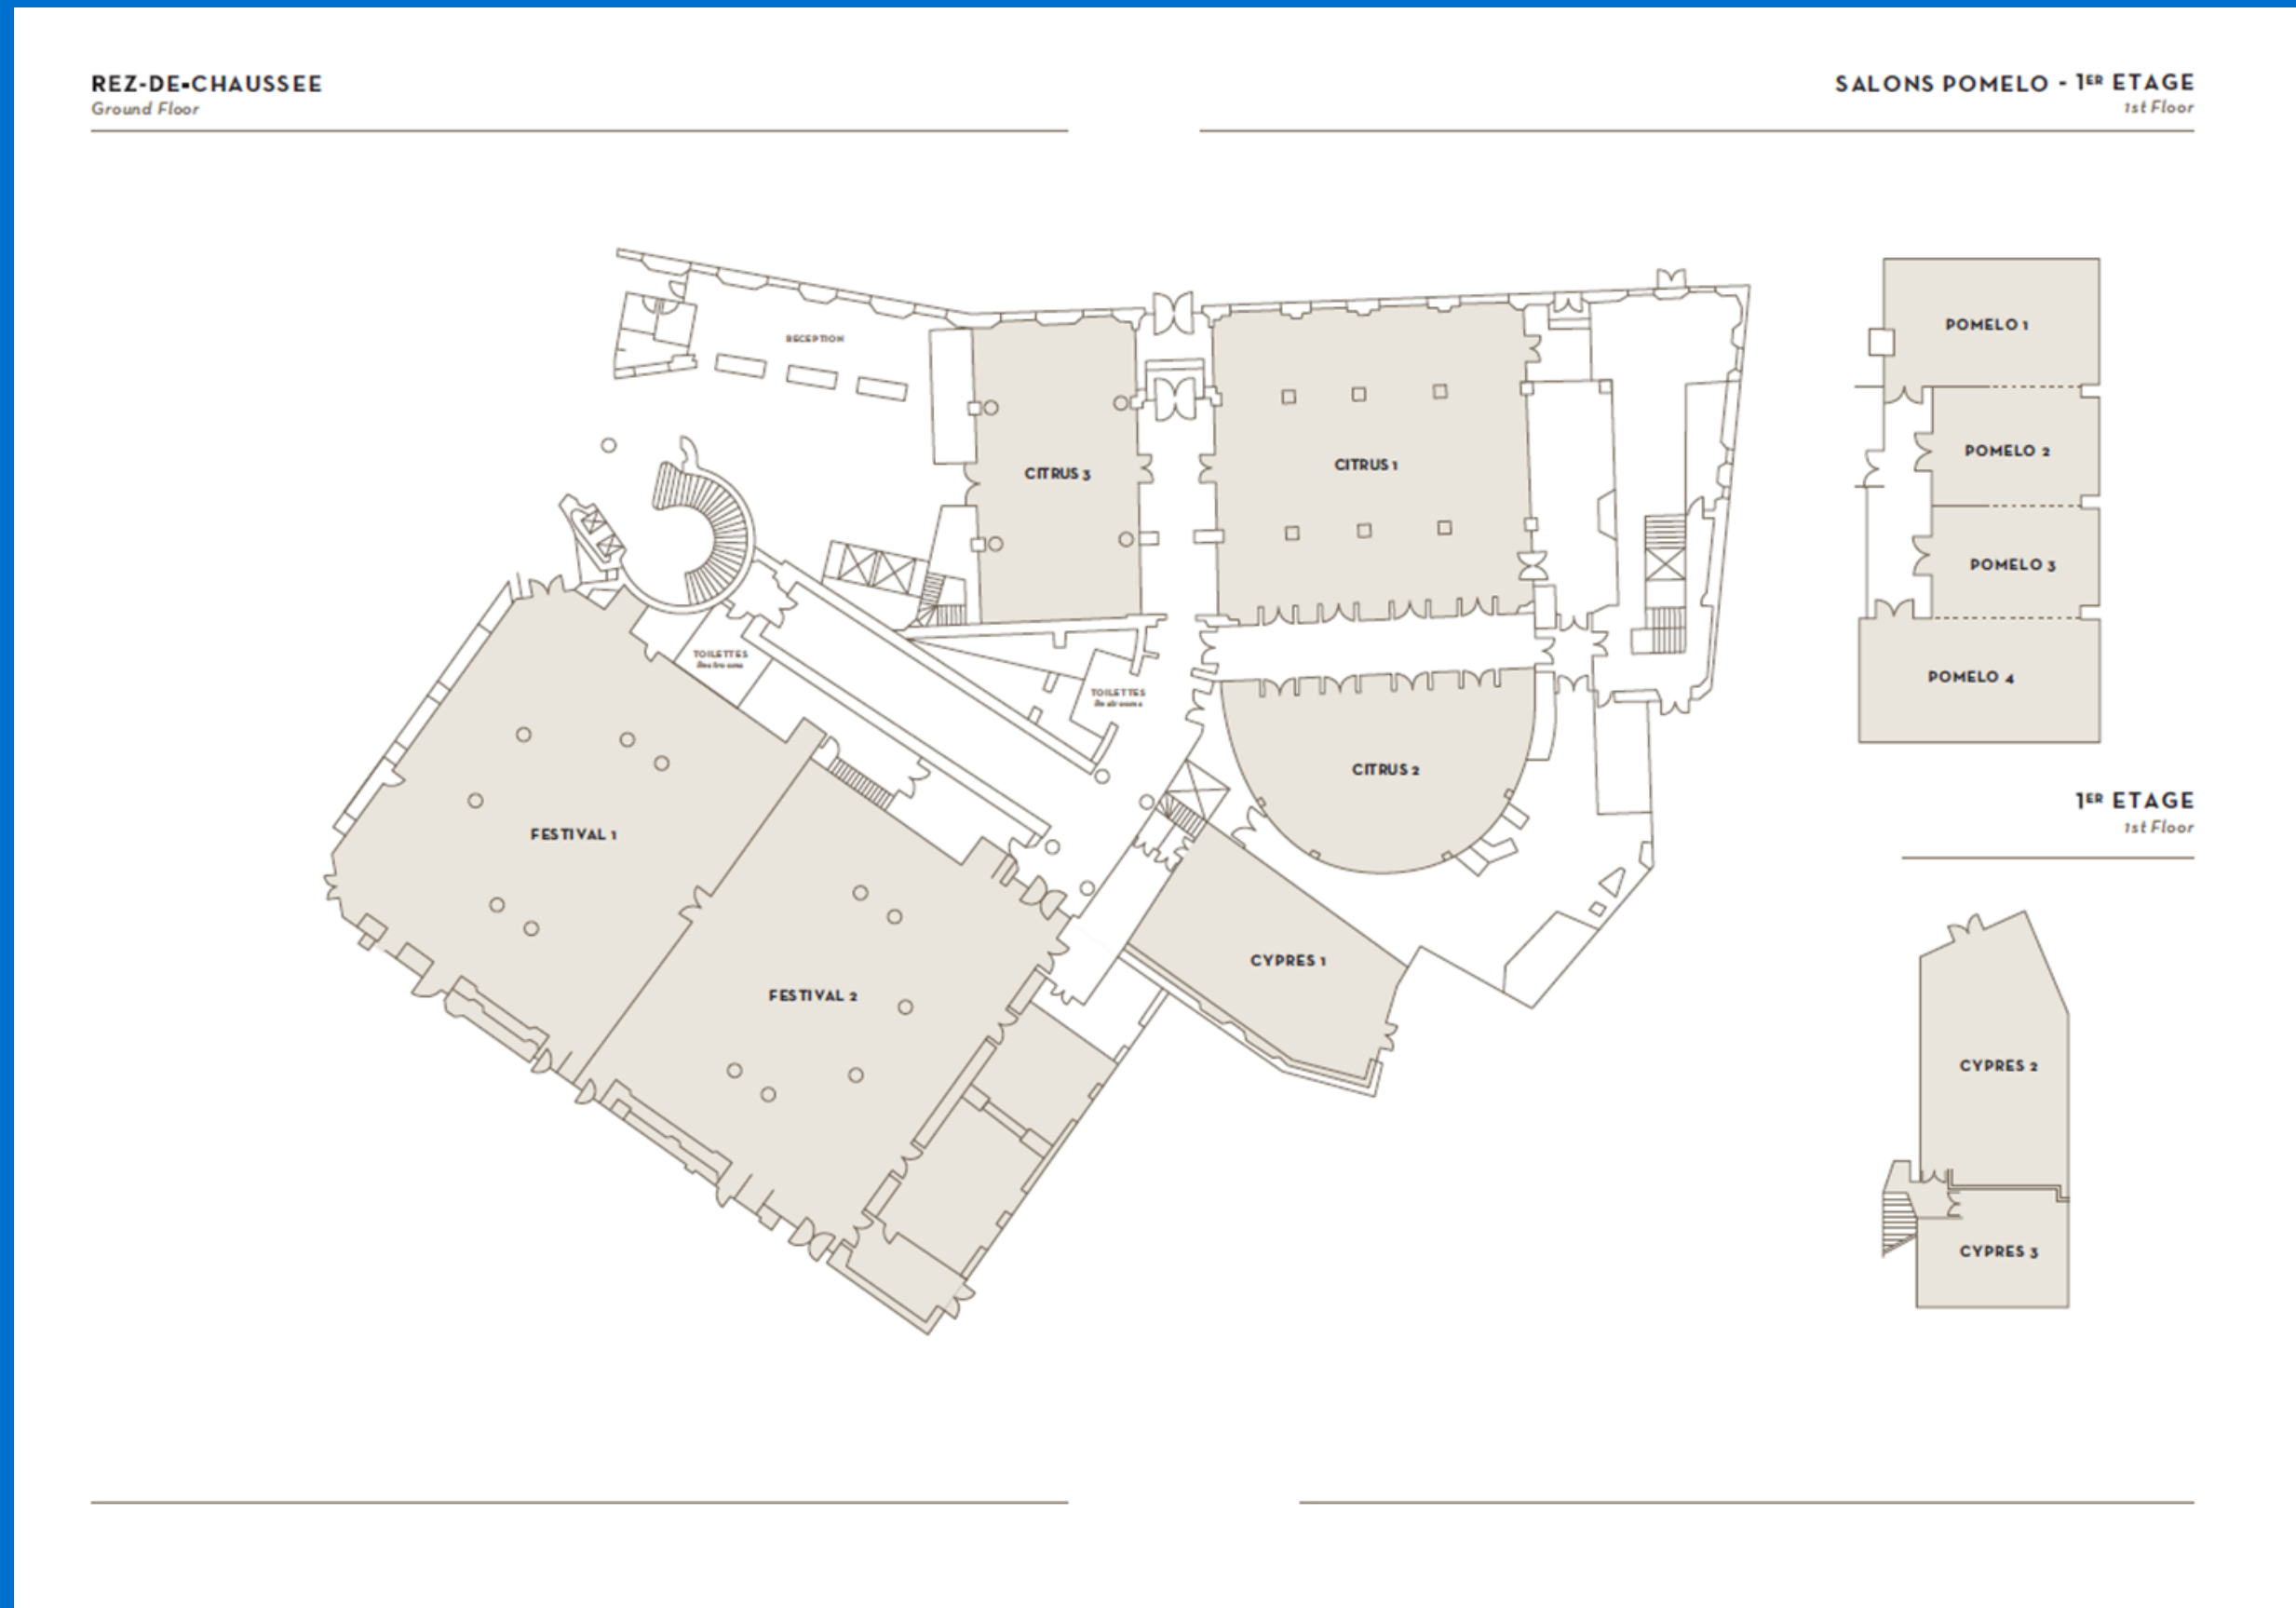 REZ-DE-CHAUSSEE
Ground Floor
SALONS POMELO - 1ER ETAGE
1st Floor
RECEPTION
CITRUS 3
CITRUS 1
TOILETTES
Restrooms
TOILETTES
Restrooms
CITRUS 2
FESTIVAL 1
FESTIVAL 2
CYPRES 1
POMELO 1
POMELO 2
POMELO 3
POMELO 4
1ER ETAGE
1st Floor
CYPRES 2
CYPRES 3